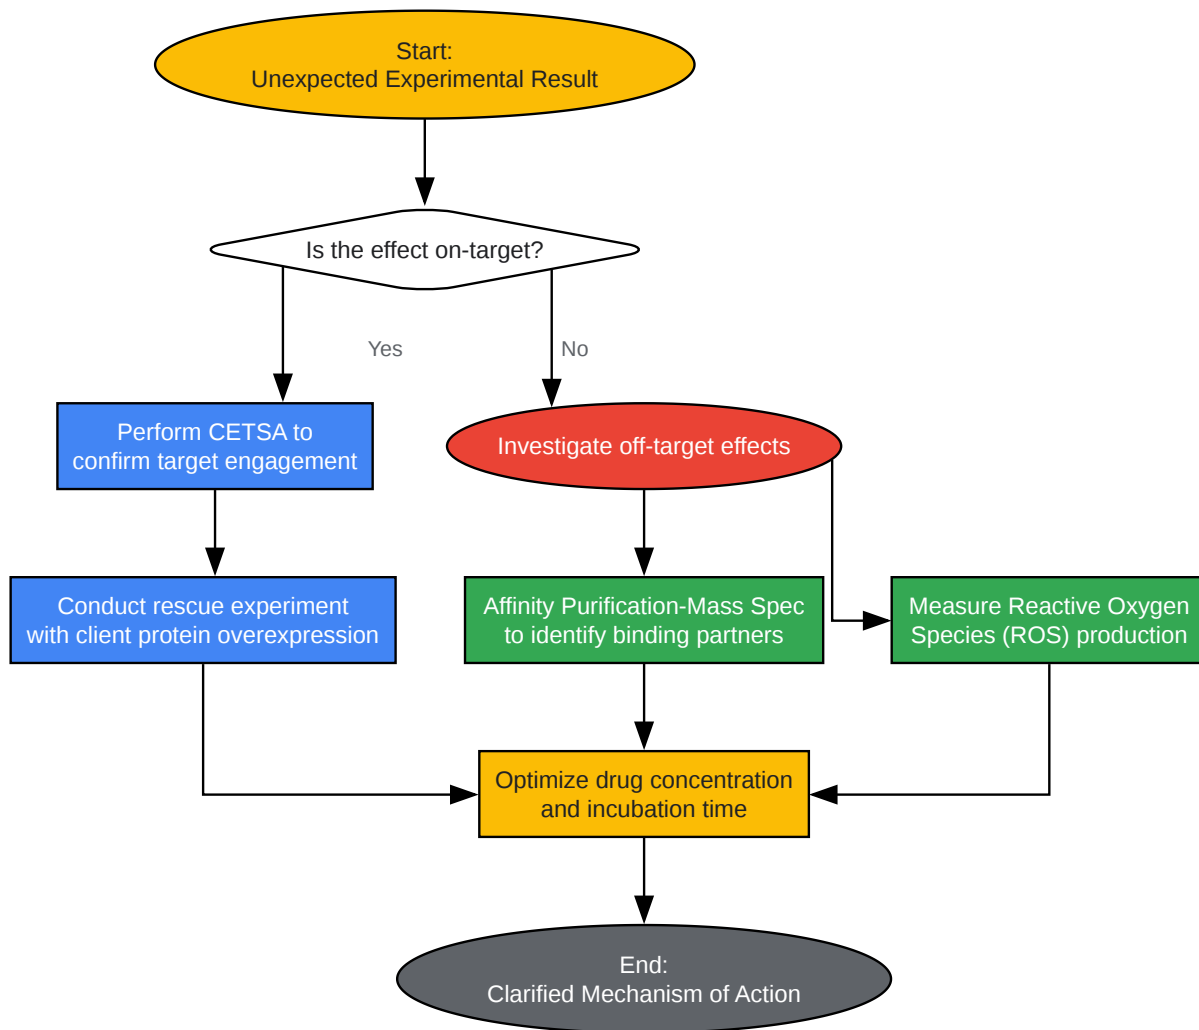 Start:
Unexpected Experimental Result
Is the effect on-target?
Yes
No
Perform CETSA to
confirm target engagement
Investigate off-target effects
Conduct rescue experiment
with client protein overexpression
Affinity Purification-Mass Spec
to identify binding partners
Measure Reactive Oxygen
Species (ROS) production
Optimize drug concentration
and incubation time
End:
Clarified Mechanism of Action